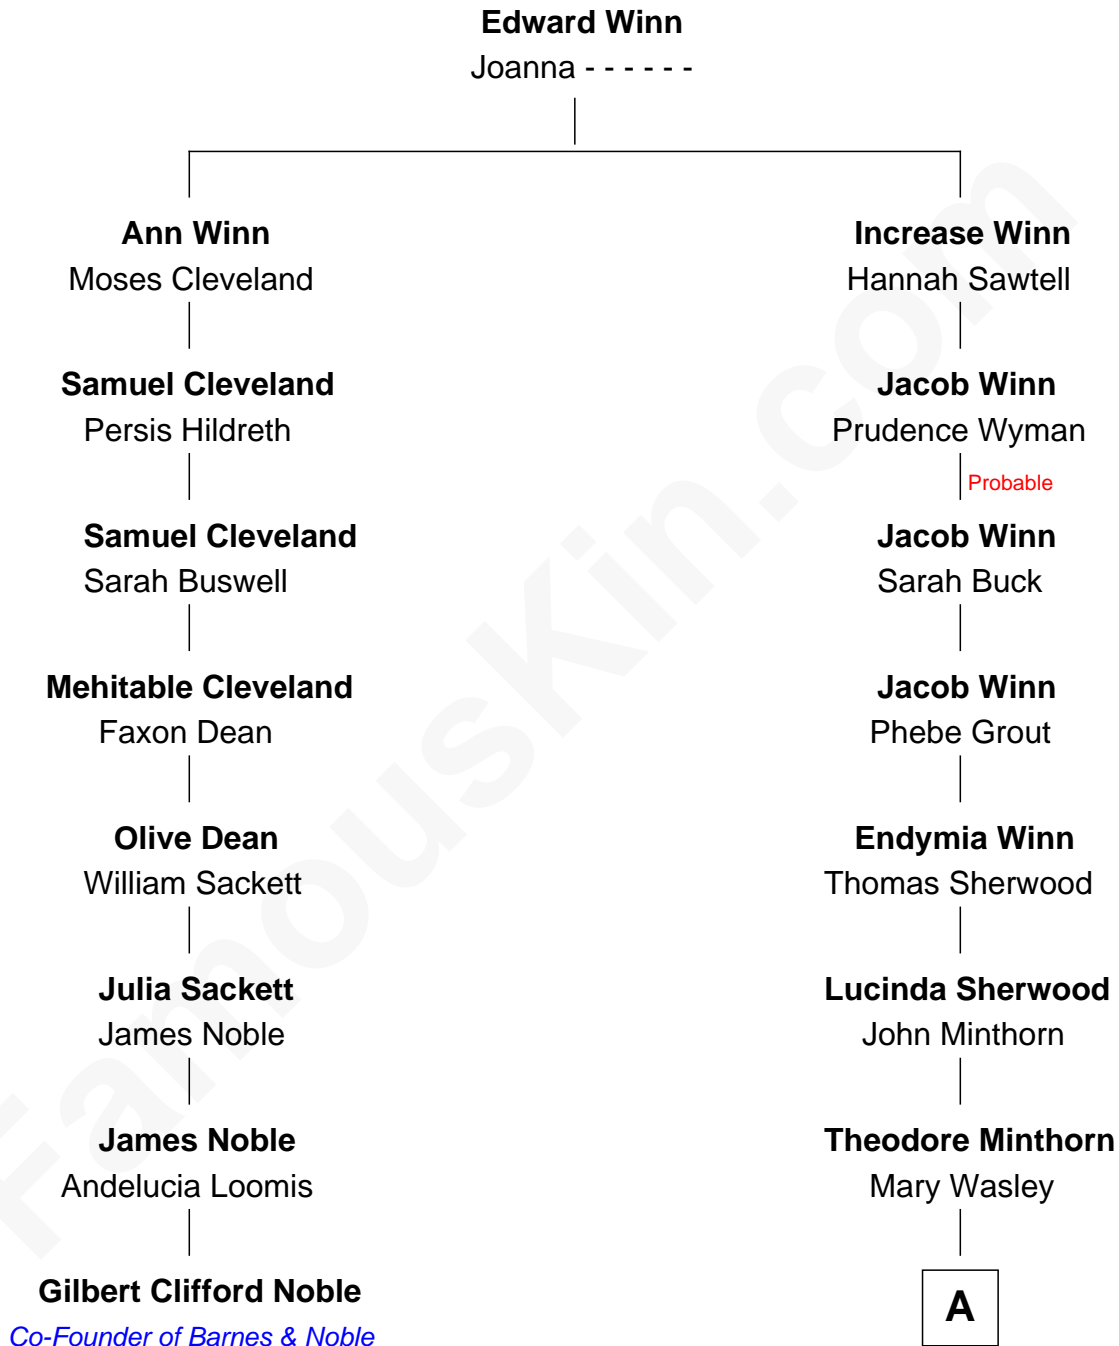 Edward Winn
Joanna - - - - - -
Ann Winn
Moses Cleveland
Increase Winn
Hannah Sawtell
Samuel Cleveland
Persis Hildreth
Jacob Winn
Prudence Wyman
Probable
Samuel Cleveland
Sarah Buswell
Jacob Winn
Sarah Buck
Mehitable Cleveland
Faxon Dean
Jacob Winn
Phebe Grout
Olive Dean
William Sackett
Endymia Winn
Thomas Sherwood
Julia Sackett
James Noble
Lucinda Sherwood
John Minthorn
James Noble
Andelucia Loomis
Theodore Minthorn
Mary Wasley
Gilbert Clifford Noble
Co-Founder of Barnes & Noble
A
FamousKin.com